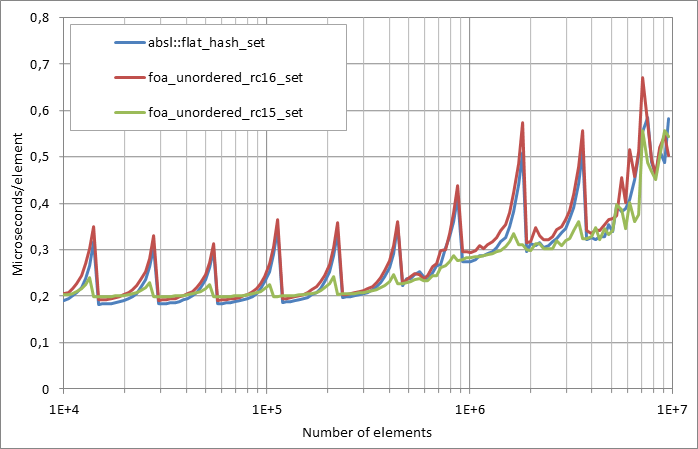 0,8
0,7
0,6
0,5
0,4
0,3
0,2
0,1
0
Microseconds/element
absl::flat_hash_set
foa_unordered_rc16_set
foa_unordered_rc15_set
1E+4 1E+5 1E+6 1E+7
Number of elements